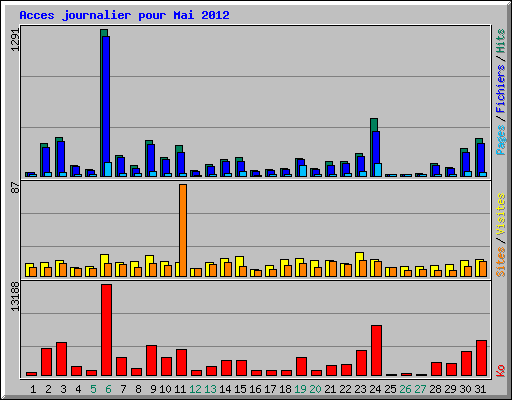 Acces journalier pour Mai 2012
1291
Pages / Fichiers / Hits
87
Sites / Visites
13188
Ko
1 2 3 4 5 6 7 8 9 10 11 12 13 14 15 16 17 18 19 20 21 22 23 24 25 26 27 28 29 30 31